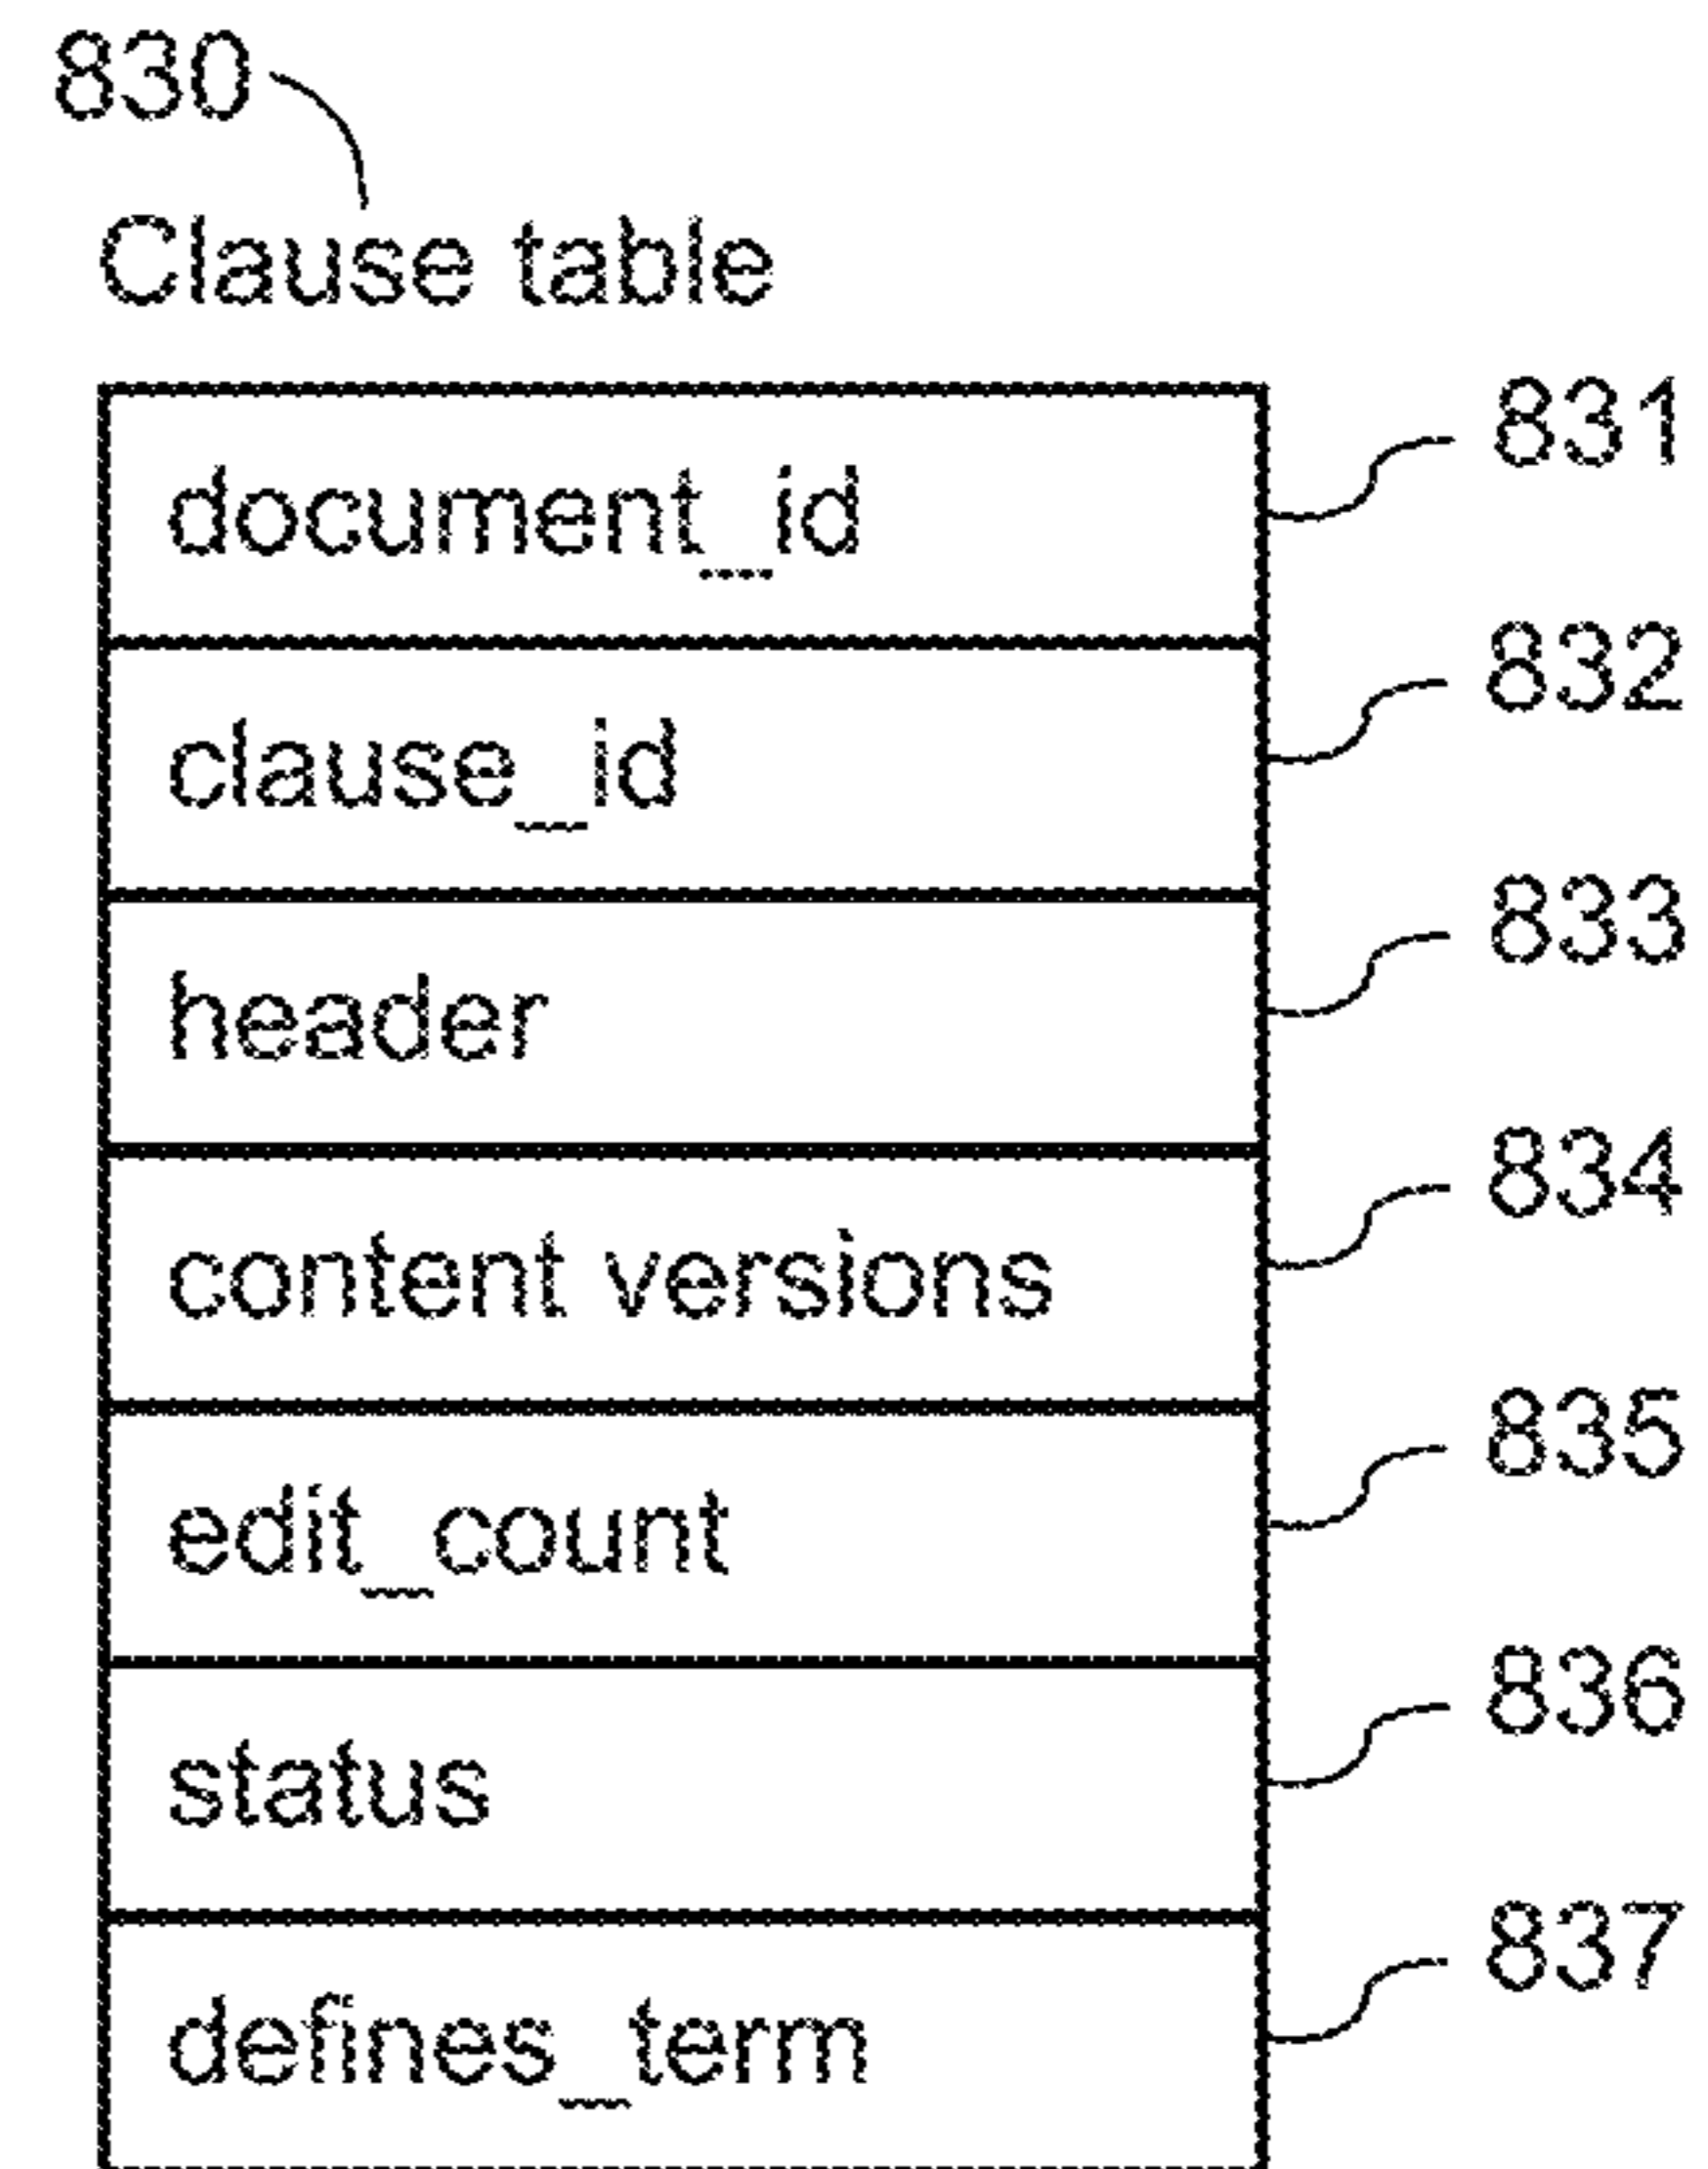 830
Clause table
document_id 831
clause_id 832
header 833
content versions 834
edit_count 835
status 836
defines_term 837